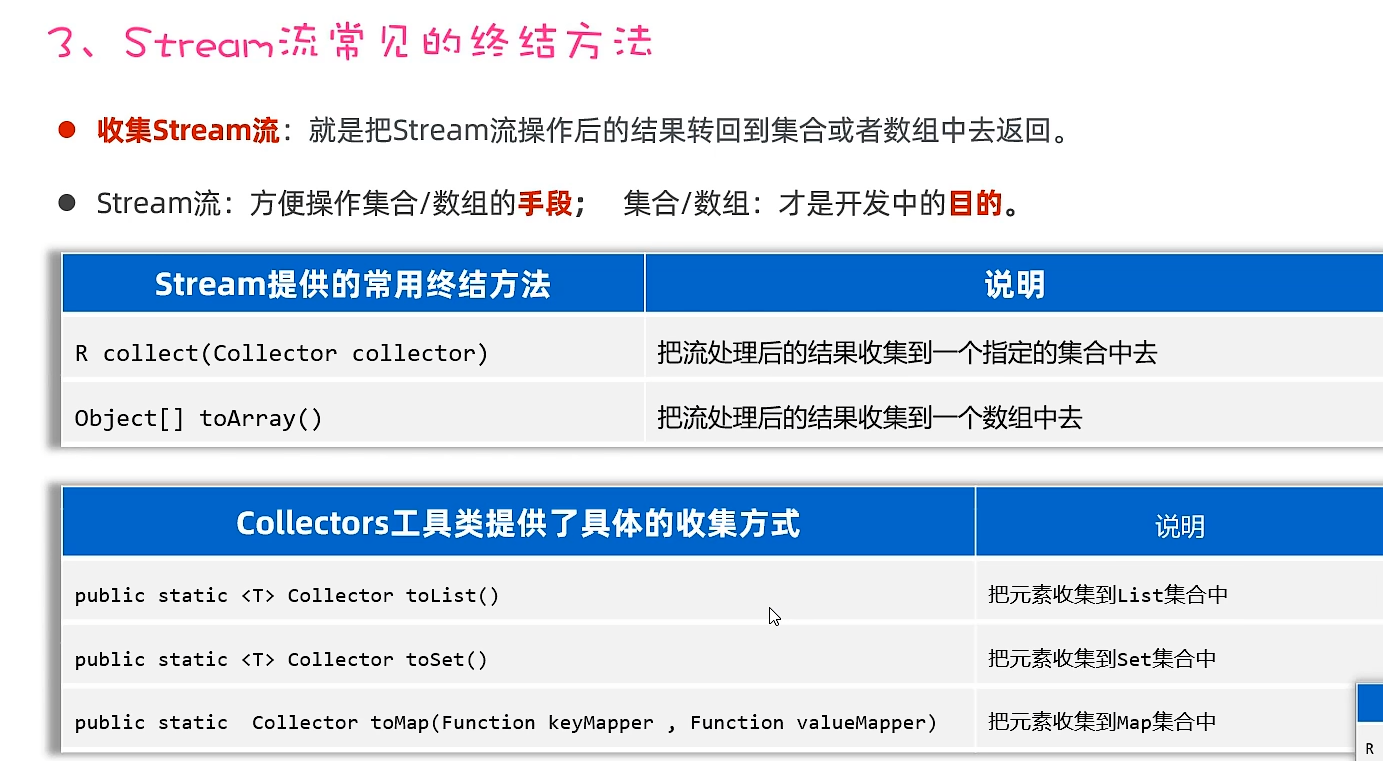 3、Stream流常见的终结方法
收集Stream流：就是把Stream流操作后的结果转回到集合或者数组中去返回。
Stream流：方便操作集合/数组的手段； 集合/数组：才是开发中的目的。
Stream提供的常用终结方法 说明
R collect(Collector collector) 把流处理后的结果收集到一个指定的集合中去
Object[] toArray() 把流处理后的结果收集到一个数组中去
Collectors工具类提供了具体的收集方式 说明
public static <T> Collector toList() 把元素收集到List集合中
public static <T> Collector toSet() 把元素收集到Set集合中
public static Collector toMap(Function keyMapper , Function valueMapper) 把元素收集到Map集合中
R